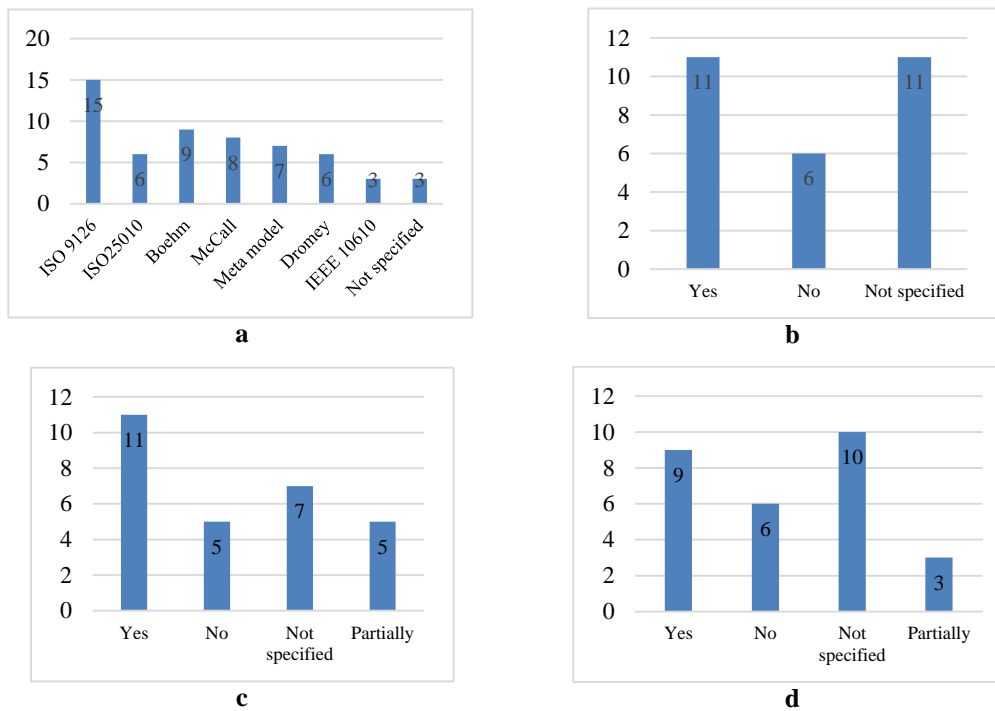 20
15
10
5
0
15
6
9
8
7
6
3
3
ISO 9126
ISO25010
Boehm
McCall
Meta model
Dromey
IEEE 10610
Not specified
a
12
10
8
6
4
2
0
11
6
11
Yes
No
Not specified
b
12
10
8
6
4
2
0
11
5
7
5
Yes
No
Not
specified
Partially
c
12
10
8
6
4
2
0
9
6
10
3
Yes
No
Not
specified
Partially
d